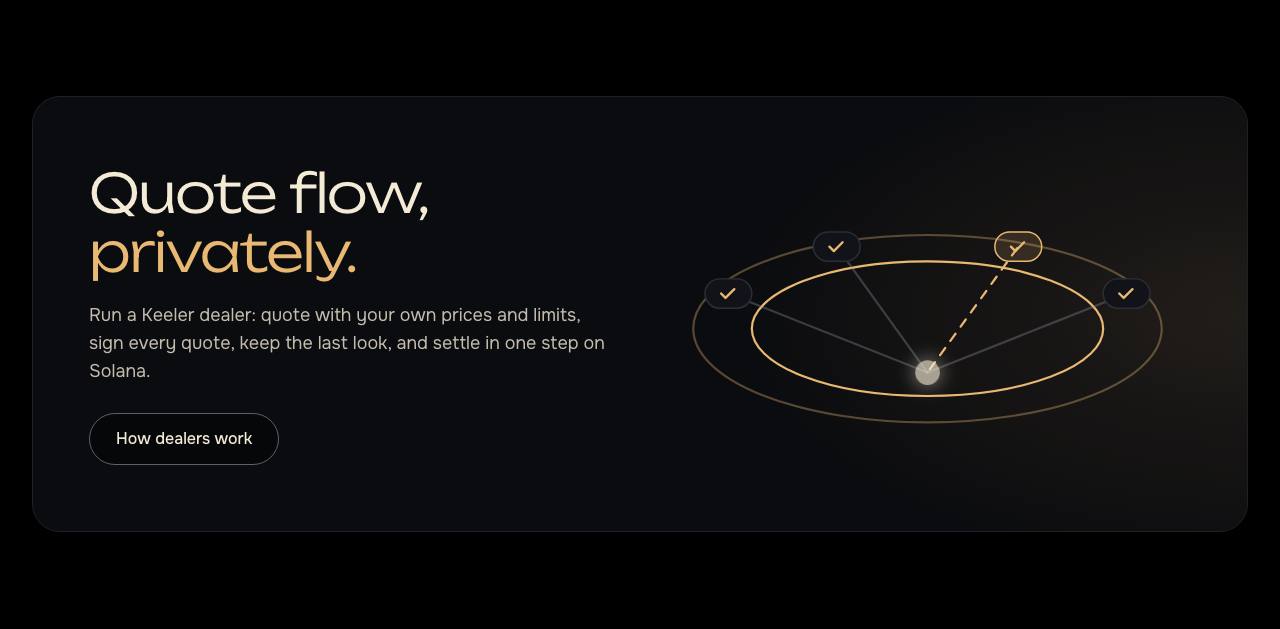 Quote flow,
privately.
Run a Keeler dealer: quote with your own prices and limits,
sign every quote, keep the last look, and settle in one step on
Solana.
How dealers work